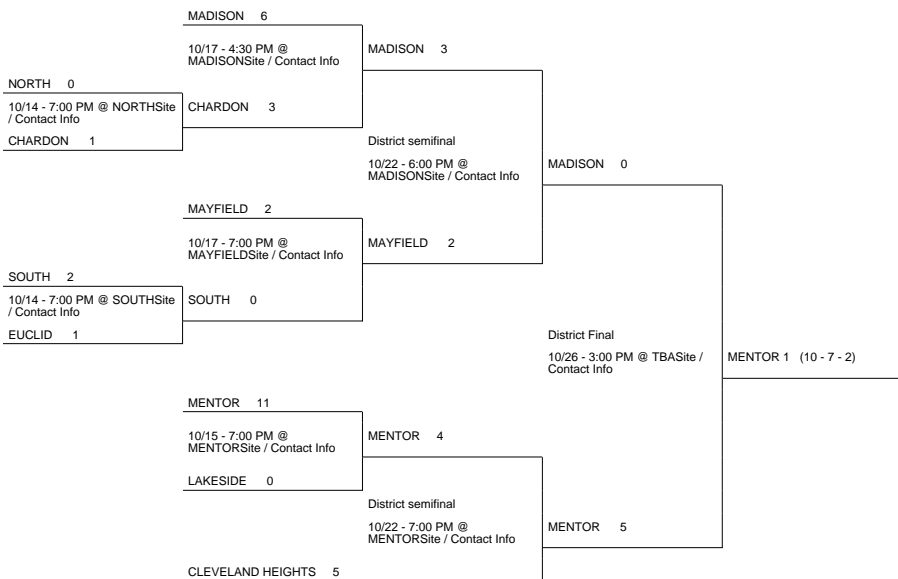 MADISON 6
10/17 - 4:30 PM @
MADISONSite / Contact Info
MADISON 3
NORTH 0
10/14 - 7:00 PM @ NORTHSite
/ Contact Info
CHARDON 3
CHARDON 1
District semifinal
10/22 - 6:00 PM @
MADISONSite / Contact Info
MADISON 0
MAYFIELD 2
10/17 - 7:00 PM @
MAYFIELDSite / Contact Info
MAYFIELD 2
SOUTH 2
10/14 - 7:00 PM @ SOUTHSite
/ Contact Info
SOUTH 0
EUCLID 1
District Final
10/26 - 3:00 PM @ TBASite /
Contact Info
MENTOR 1 (10 - 7 - 2)
MENTOR 11
10/15 - 7:00 PM @
MENTORSite / Contact Info
MENTOR 4
LAKESIDE 0
District semifinal
10/22 - 7:00 PM @
MENTORSite / Contact Info
MENTOR 5
CLEVELAND HEIGHTS 5